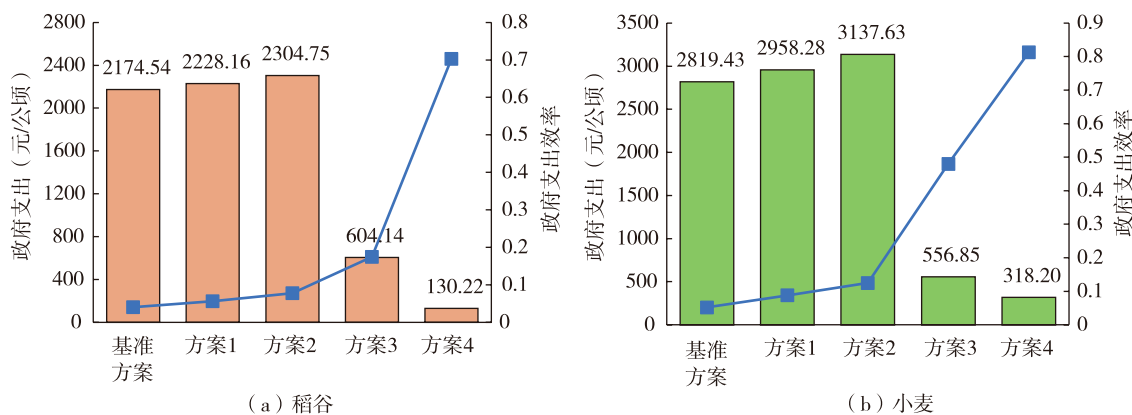 政府支出（元/公顷）
2800
2400
2000
1600
1200
800
400
0
2174.54
2228.16
2304.75
604.14
130.22
0.8
0.7
0.6
0.5
0.4
0.3
0.2
0.1
0
政府支出效率
基准方案
方案1
方案2
方案3
方案4
（a）稻谷
政府支出（元/公顷）
3500
3000
2500
2000
1500
1000
500
0
2819.43
2958.28
3137.63
556.85
318.20
0.9
0.8
0.7
0.6
0.5
0.4
0.3
0.2
0.1
0
政府支出效率
基准方案
方案1
方案2
方案3
方案4
（b）小麦